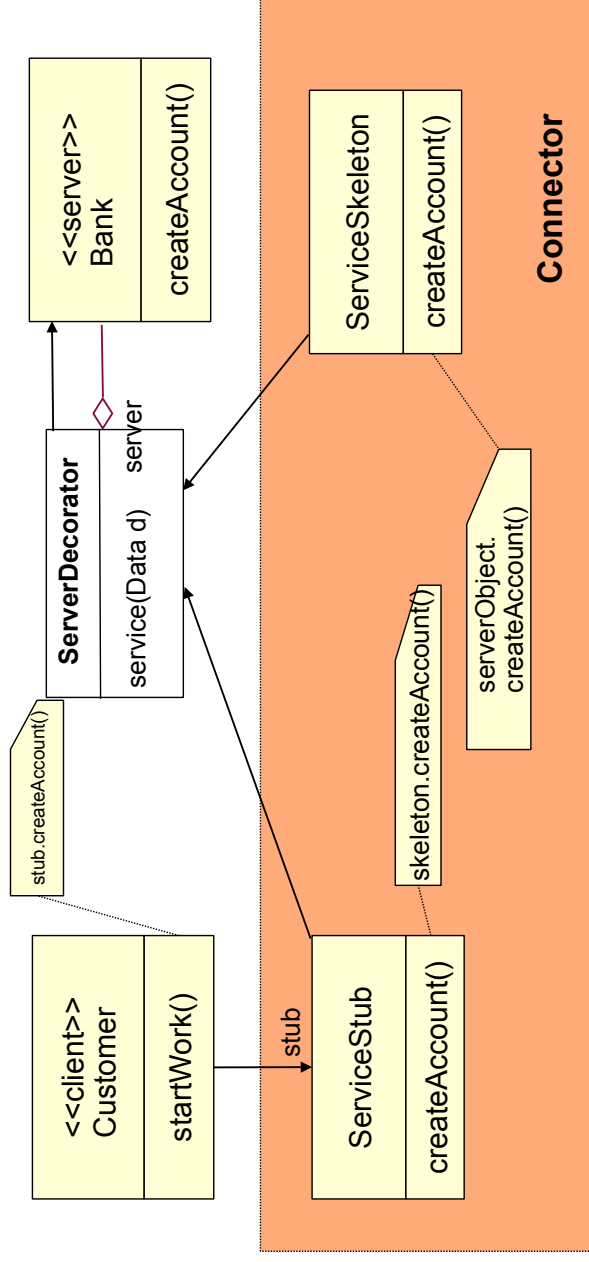 <<client>>
Customer
startWork()
stub.createAccount()
ServerDecorator
service(Data d)
server
<<server>>
Bank
createAccount()
stub
ServiceStub
createAccount()
skeleton.createAccount()
serverObject.
createAccount()
ServiceSkeleton
createAccount()
Connector